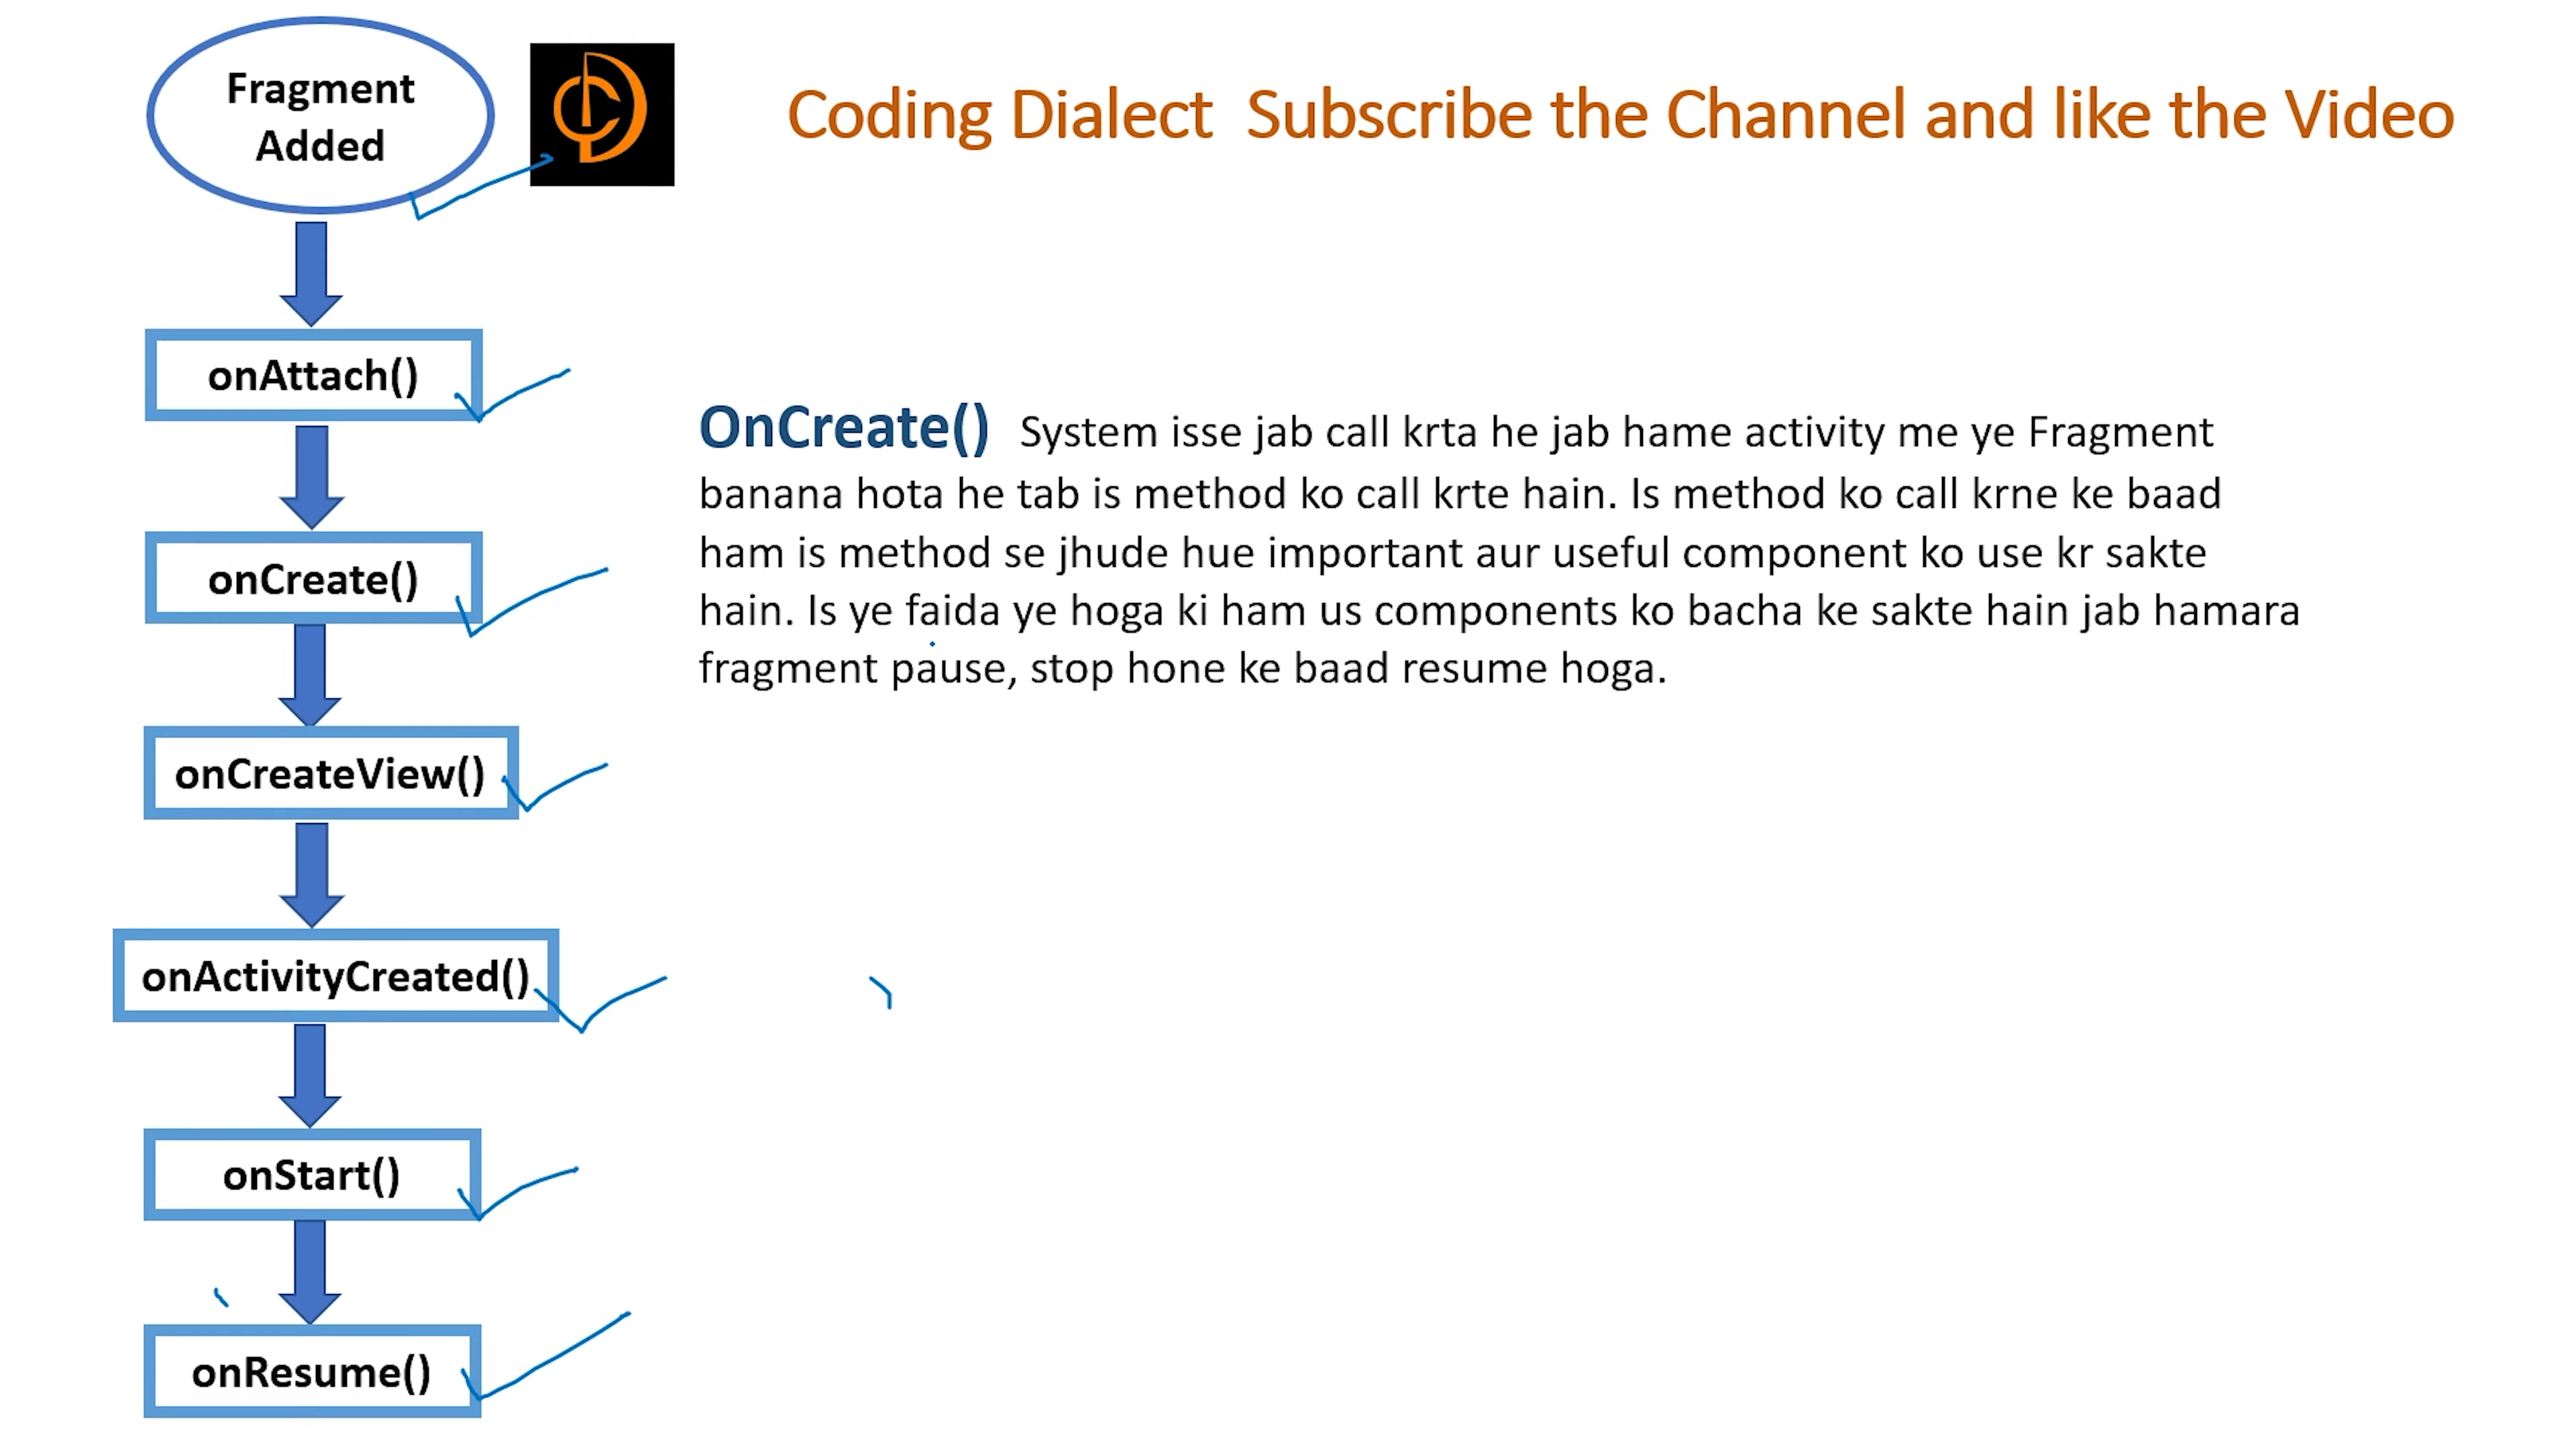 Fragment
Added
Coding Dialect  Subscribe the Channel and like the Video
onAttach()
onCreate()
onCreateView()
onActivityCreated()
onStart()
onResume()
OnCreate()  System isse jab call krta he jab hame activity me ye Fragment
banana hota he tab is method ko call krte hain. Is method ko call krne ke baad
ham is method se jhude hue important aur useful component ko use kr sakte
hain. Is ye faida ye hoga ki ham us components ko bacha ke sakte hain jab hamara
fragment pause, stop hone ke baad resume hoga.